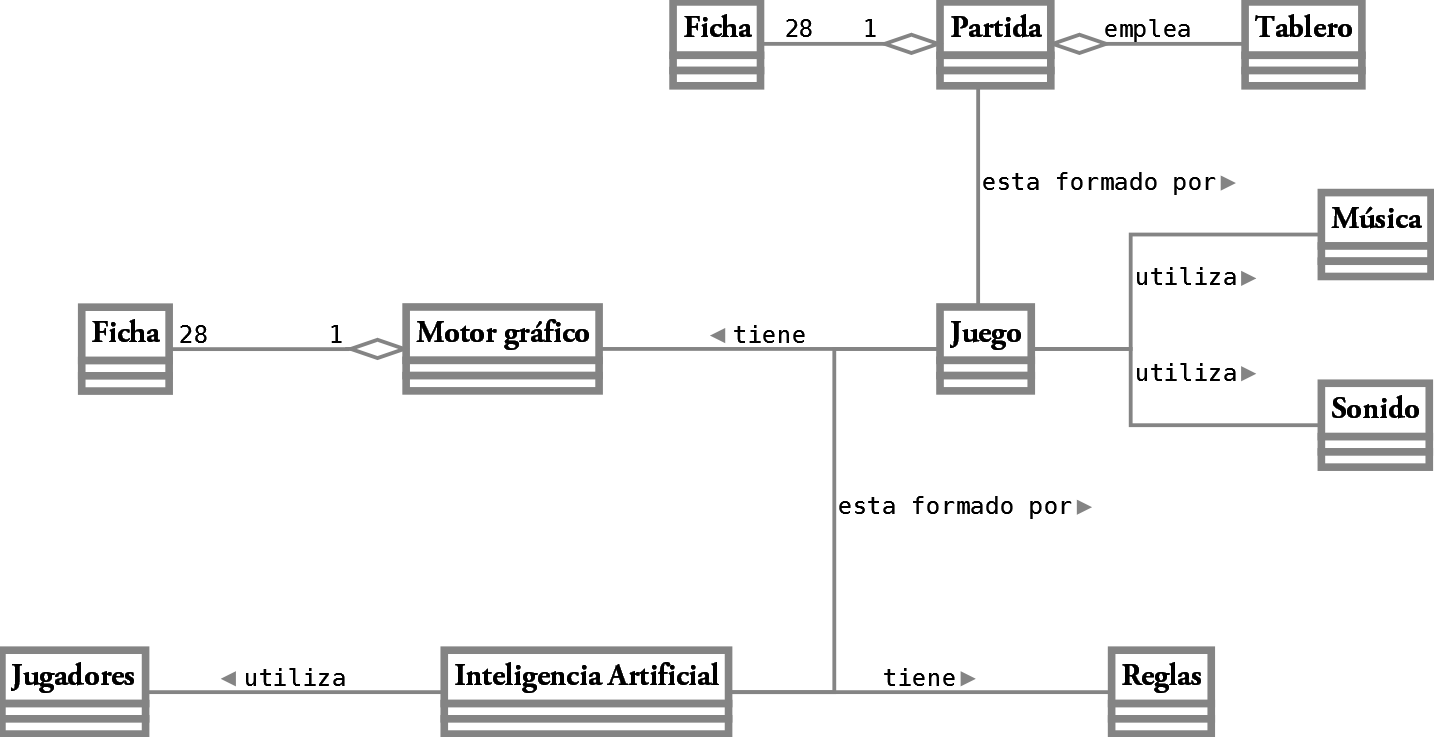 Ficha 28 1 Partida emplea Tablero
esta formado por
Música
utiliza
Ficha 28 1 Motor gráfico tiene Juego
utiliza
Sonido
esta formado por
Jugadores utiliza Inteligencia Artificial tiene Reglas